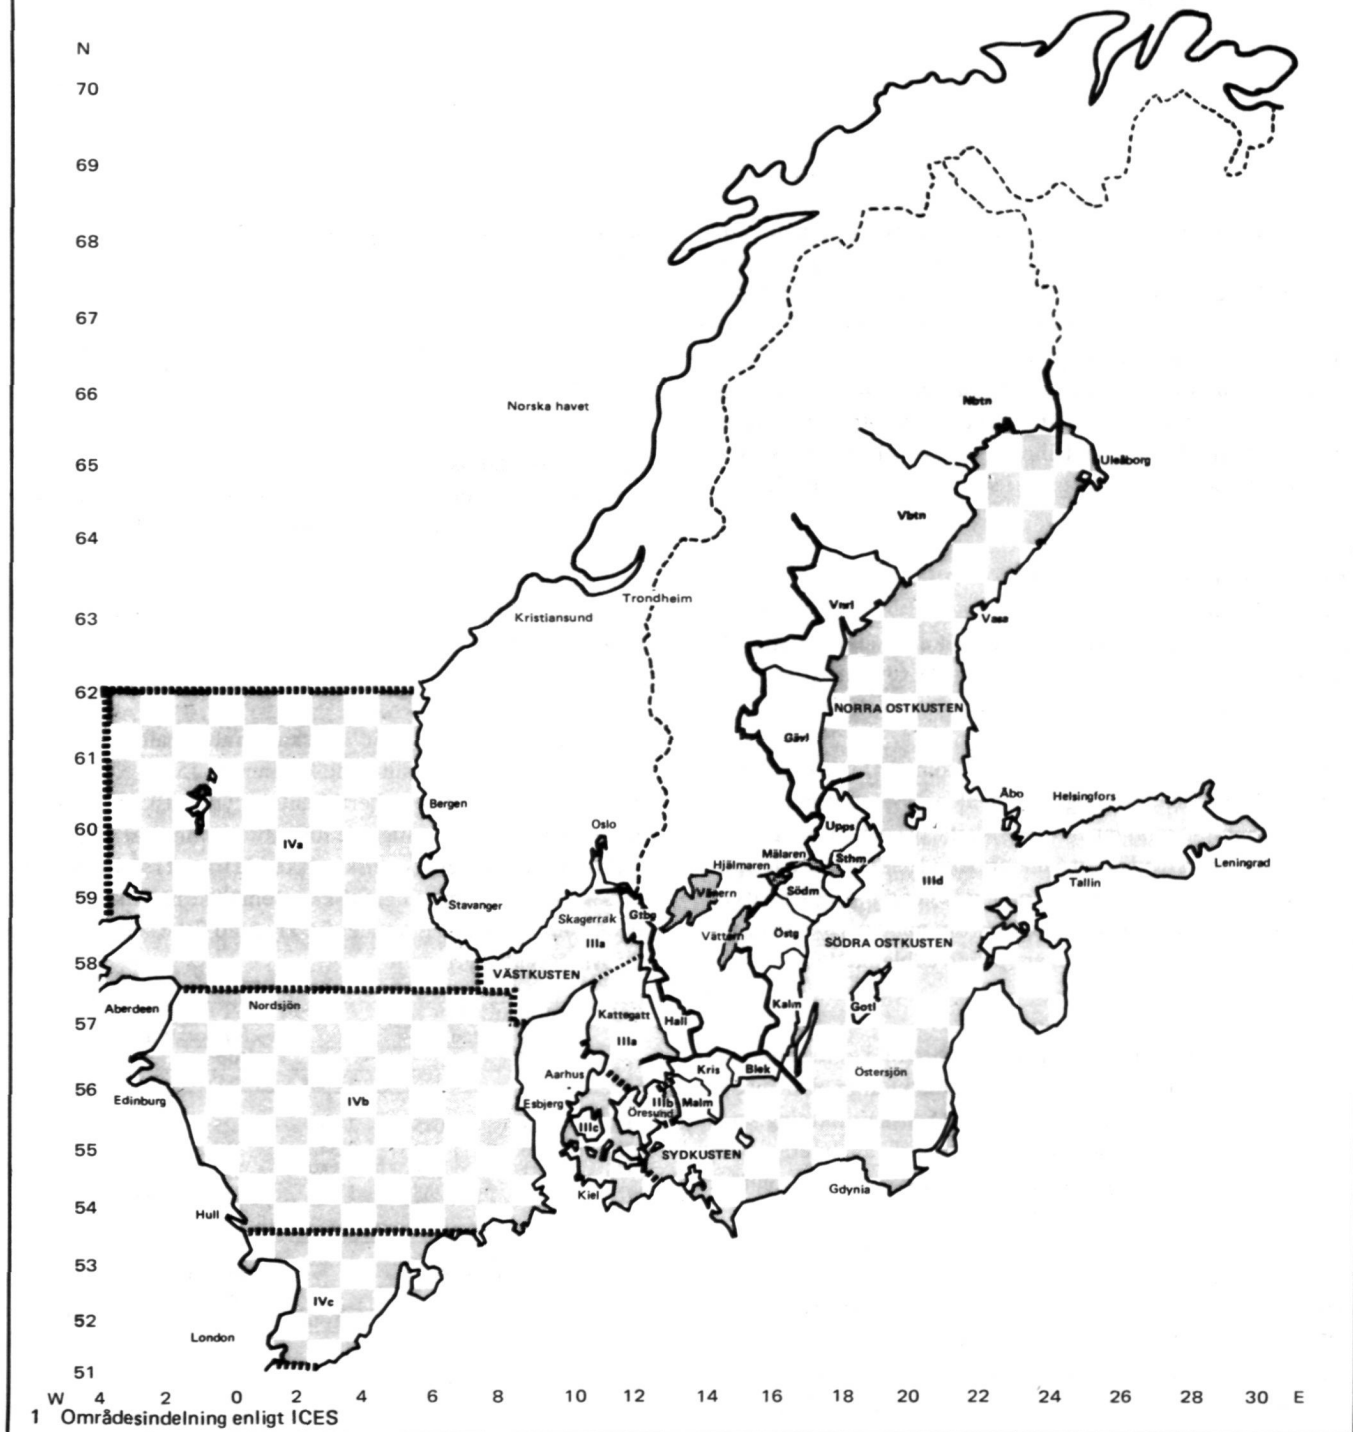 N
70
69
68
67
66
Norska havet
Nbtn
65
Uleåborg
Vbtn
64
Trondheim
Vnrl
63
Kristiansund
Vasa
62
NORRA OSTKUSTEN
61
Gävl
Bergen
Åbo
Helsingfors
60
Oslo
Upps
IVa
Mälaren
Sthm
Leningrad
Hjälmaren
59
Vänern
Södm
IIId
Tallin
Stavanger
Skagerrak
Gtbg
Vättern
Östg
IIIa
SÖDRA OSTKUSTEN
58
VÄSTKUSTEN
Aberdeen
Nordsjön
Kalm
Gotl
57
Kattegatt
Hall
IIIa
Aarhus
Kris
Blek
Östersjön
56
Edinburg
IVb
Esbjerg
IIIb
Malm
Öresund
IIIc
55
SYDKUSTEN
Kiel
Gdynia
54
Hull
53
IVc
52
London
51
W 4 2 0 2 4 6 8 10 12 14 16 18 20 22 24 26 28 30 E
1 Områdesindelning enligt ICES